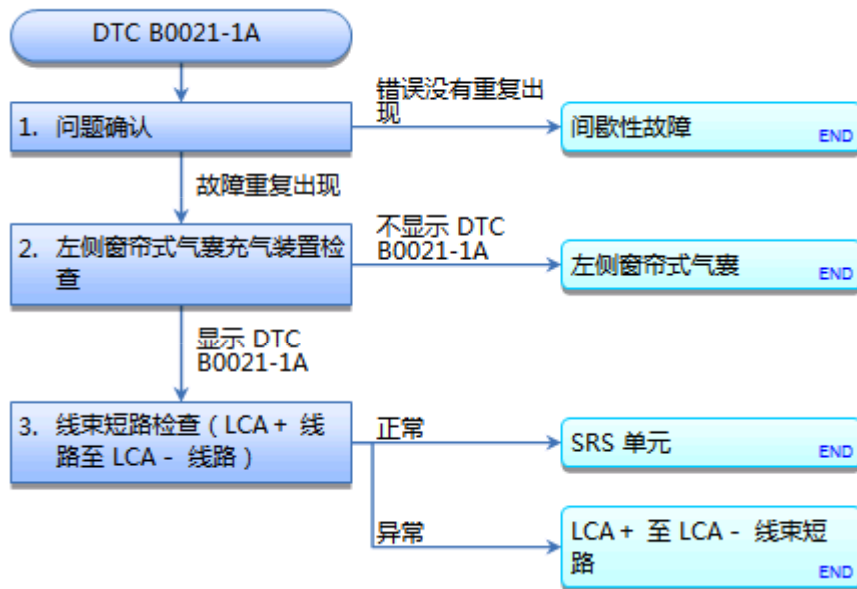 DTC B0021-1A
1. 问题确认
错误没有重复出
现
间歇性故障
END
故障重复出现
2. 左侧窗帘式气囊充气装置检
查
不显示 DTC
B0021-1A
左侧窗帘式气囊
END
显示 DTC
B0021-1A
3. 线束短路检查（LCA＋ 线
路至 LCA－ 线路）
正常
SRS 单元
END
异常
LCA＋ 至 LCA－ 线束短
路
END